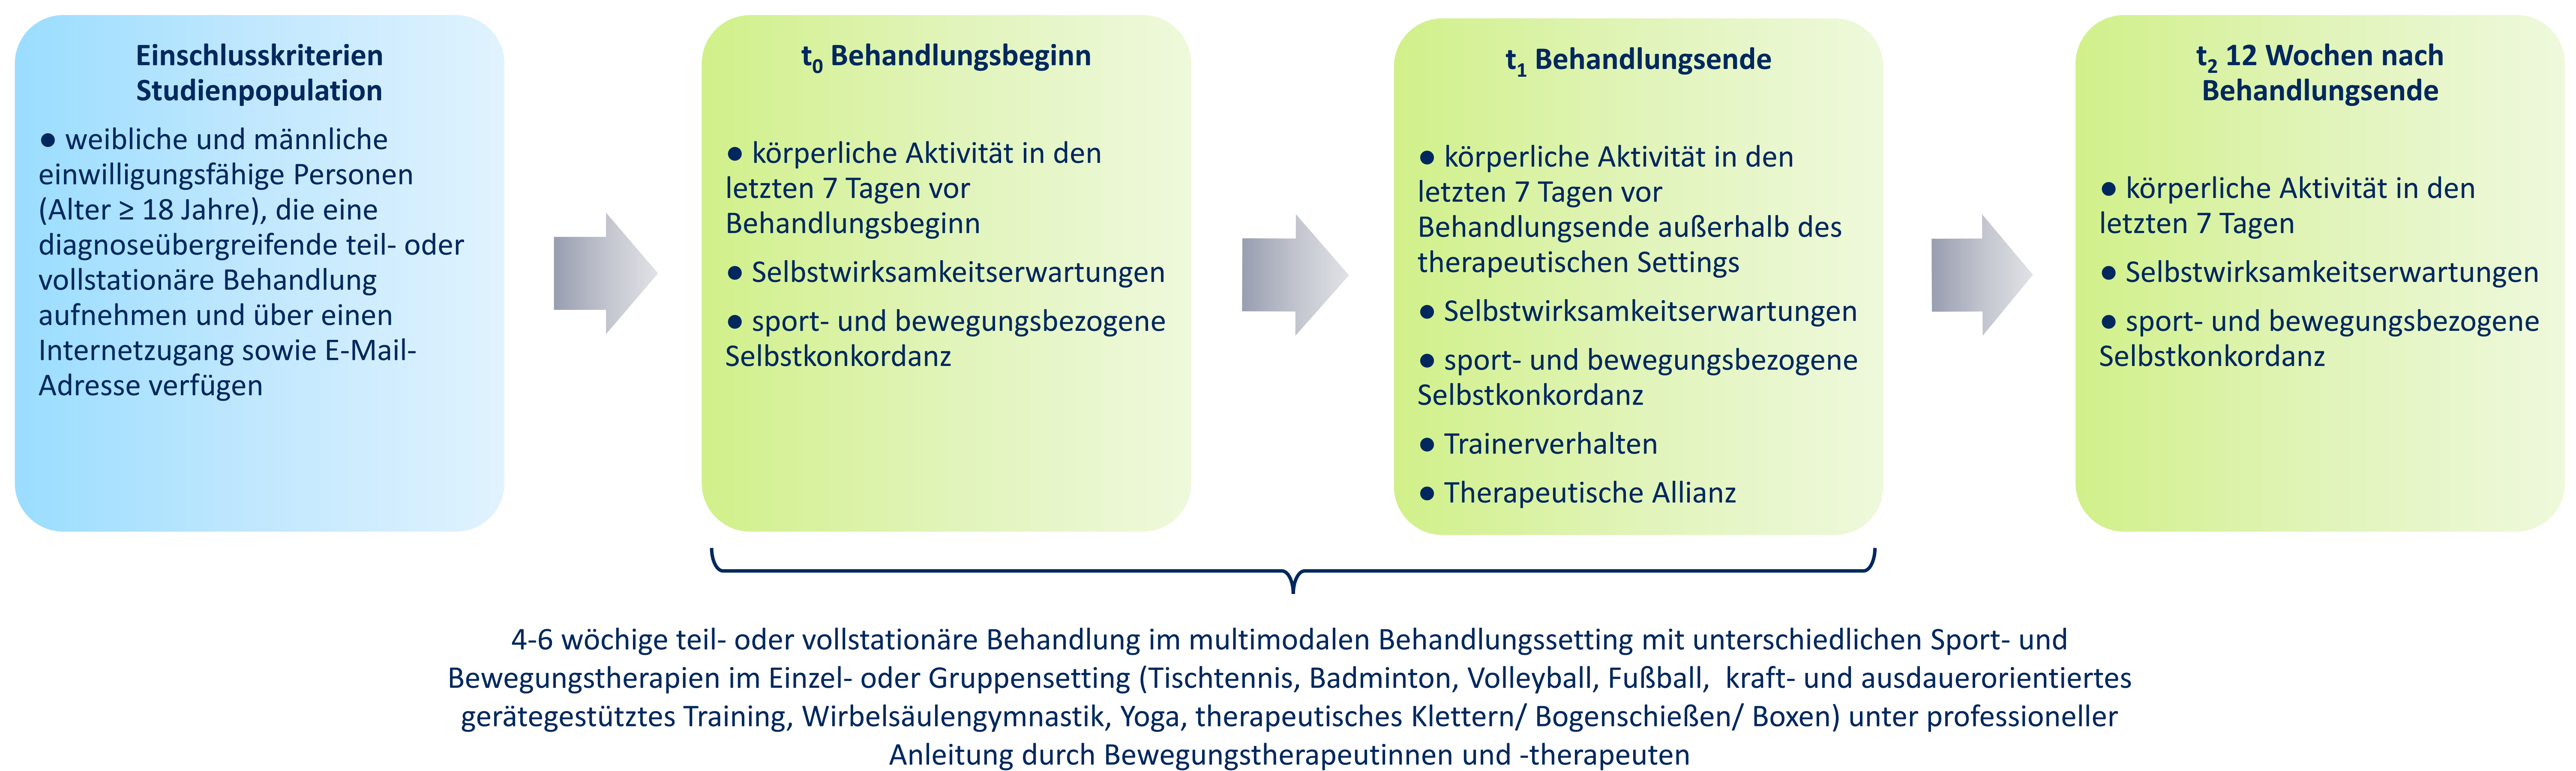 Einschlusskriterien
Studienpopulation
● weibliche und männliche
einwilligungsfähige Personen
(Alter ≥ 18 Jahre), die eine
diagnoseübergreifende teil- oder
vollstationäre Behandlung
aufnehmen und über einen
Internetzugang sowie E-Mail-
Adresse verfügen
t0 Behandlungsbeginn
● körperliche Aktivität in den
letzten 7 Tagen vor
Behandlungsbeginn
● Selbstwirksamkeitserwartungen
● sport- und bewegungsbezogene
Selbstkonkordanz
t1 Behandlungsende
● körperliche Aktivität in den
letzten 7 Tagen vor
Behandlungsende außerhalb des
therapeutischen Settings
● Selbstwirksamkeitserwartungen
● sport- und bewegungsbezogene
Selbstkonkordanz
● Trainerverhalten
● Therapeutische Allianz
t2 12 Wochen nach
Behandlungsende
● körperliche Aktivität in den
letzten 7 Tagen
● Selbstwirksamkeitserwartungen
● sport- und bewegungsbezogene
Selbstkonkordanz
4-6 wöchige teil- oder vollstationäre Behandlung im multimodalen Behandlungssetting mit unterschiedlichen Sport- und
Bewegungstherapien im Einzel- oder Gruppensetting (Tischtennis, Badminton, Volleyball, Fußball, kraft- und ausdauerorientiertes
gerätegestütztes Training, Wirbelsäulengymnastik, Yoga, therapeutisches Klettern/ Bogenschießen/ Boxen) unter professioneller
Anleitung durch Bewegungstherapeutinnen und -therapeuten